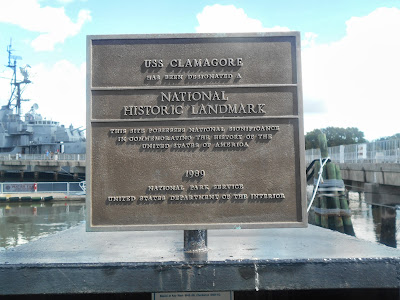 USS CLAMAGORE
HAS BEEN DESIGNATED A
NATIONAL
HISTORIC LANDMARK
THIS SITE POSSESSES NATIONAL SIGNIFICANCE
IN COMMEMORATING THE HISTORY OF THE
UNITED STATES OF AMERICA
1989
NATIONAL PARK SERVICE
UNITED STATES DEPARTMENT OF THE INTERIOR